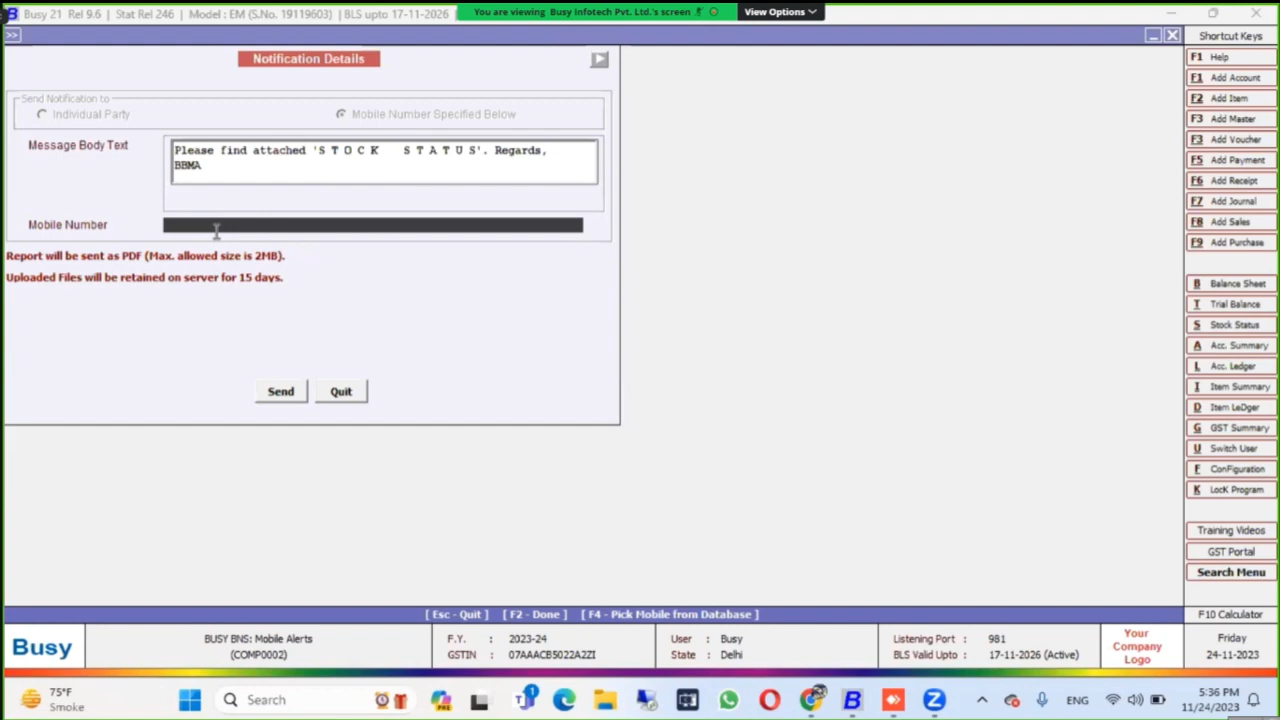 Busy 21 Rel 9.6 | Stat Rel 246 | Model : EM (S.No. 19119603) | BLS upto 17-11-2026
You are viewing Busy Infotech Pvt. Ltd.'s screen
View Options
>>
Shortcut Keys
Notification Details
Send Notification to
Individual Party
Mobile Number Specified Below
Message Body Text
Please find attached 'S T O C K S T A T U S'. Regards,
BBMA
Mobile Number
Report will be sent as PDF (Max. allowed size is 2MB).
Uploaded Files will be retained on server for 15 days.
Send
Quit
F1 Help
F1 Add Account
F2 Add Item
F3 Add Master
F3 Add Voucher
F5 Add Payment
F6 Add Receipt
F7 Add Journal
F8 Add Sales
F9 Add Purchase
B Balance Sheet
T Trial Balance
S Stock Status
A Acc. Summary
L Acc. Ledger
I Item Summary
D Item LeDger
G GST Summary
U Switch User
F ConFiguration
K LocK Program
Training Videos
GST Portal
Search Menu
[ Esc - Quit ] [ F2 - Done ] [ F4 - Pick Mobile from Database ]
F10 Calculator
Busy
BUSY BNS: Mobile Alerts
(COMP0002)
F.Y. : 2023-24
GSTIN : 07AAACB5022A2ZI
User : Busy
State : Delhi
Listening Port : 981
BLS Valid Upto : 17-11-2026 (Active)
Your
Company
Logo
Friday
24-11-2023
75°F
Smoke
Search
ENG
5:36 PM
11/24/2023